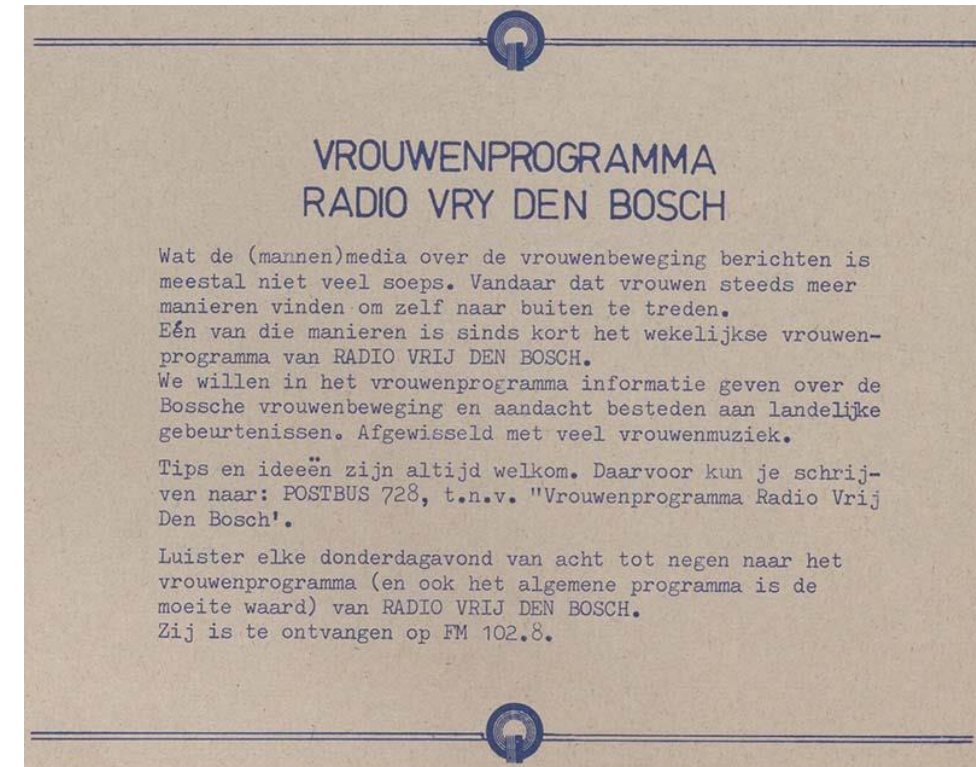 VROUWENPROGRAMMA
RADIO VRY DEN BOSCH
Wat de (mannen)media over de vrouwenbeweging berichten is
meestal niet veel soeps. Vandaar dat vrouwen steeds meer
manieren vinden om zelf naar buiten te treden.
Eén van die manieren is sinds kort het wekelijkse vrouwen-
programma van RADIO VRIJ DEN BOSCH.
We willen in het vrouwenprogramma informatie geven over de
Bossche vrouwenbeweging en aandacht besteden aan landelijke
gebeurtenissen. Afgewisseld met veel vrouwenmuziek.
Tips en ideeën zijn altijd welkom. Daarvoor kun je schrij-
ven naar: POSTBUS 728, t.n.v. "Vrouwenprogramma Radio Vrij
Den Bosch'.
Luister elke donderdagavond van acht tot negen naar het
vrouwenprogramma (en ook het algemene programma is de
moeite waard) van RADIO VRIJ DEN BOSCH.
Zij is te ontvangen op FM 102.8.